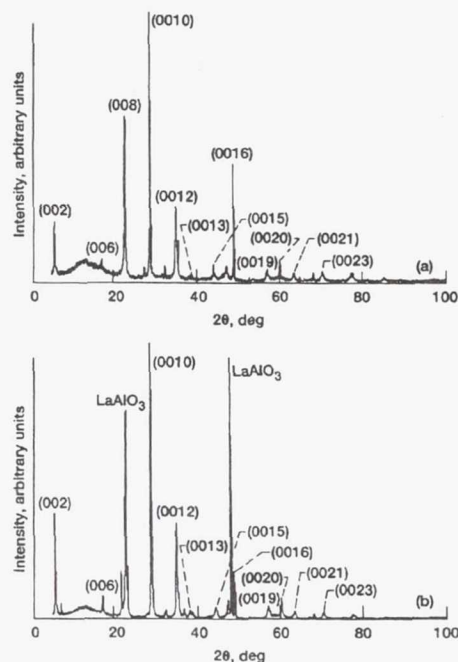 (0010)
(008)
(0016)
(0012)
(002)
(0013)
(0015)
(006)
(0020)
(0021)
(0019)
(0023)
(a)
Intensity, arbitrary units
0 20 40 60 80 100
2θ, deg
(0010)
LaAlO3
LaAlO3
(002)
(0012)
(0015)
(0013)
(0016)
(006)
(0020)
(0021)
(0019)
(0023)
(b)
Intensity, arbitrary units
0 20 40 60 80 100
2θ, deg